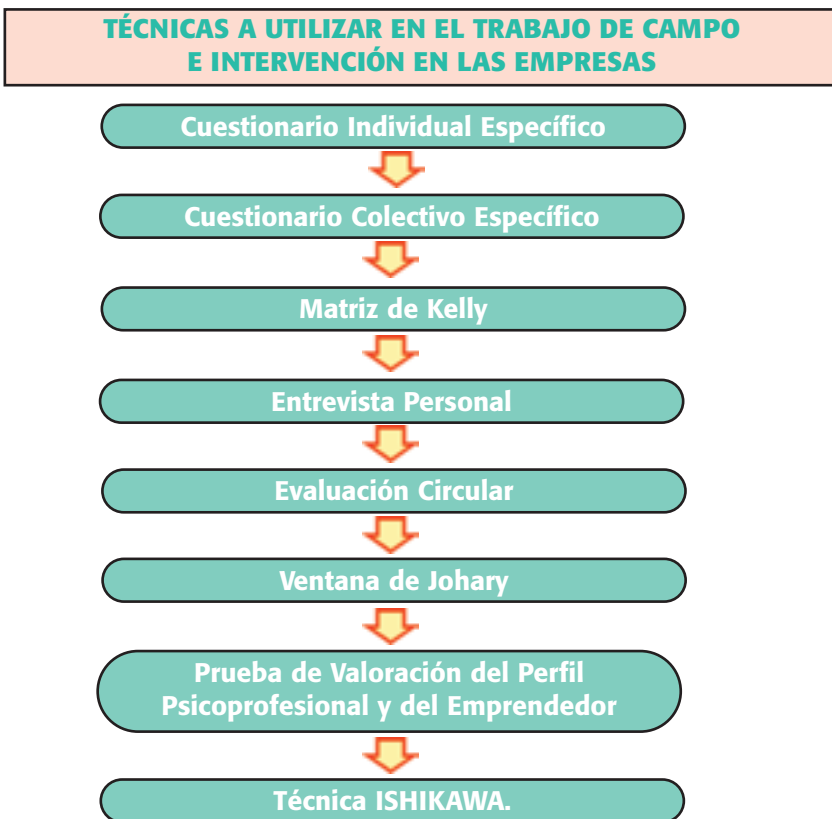 TÉCNICAS A UTILIZAR EN EL TRABAJO DE CAMPO
E INTERVENCIÓN EN LAS EMPRESAS
Cuestionario Individual Específico
Cuestionario Colectivo Específico
Matriz de Kelly
Entrevista Personal
Evaluación Circular
Ventana de Johary
Prueba de Valoración del Perfil
Psicoprofesional y del Emprendedor
Técnica ISHIKAWA.